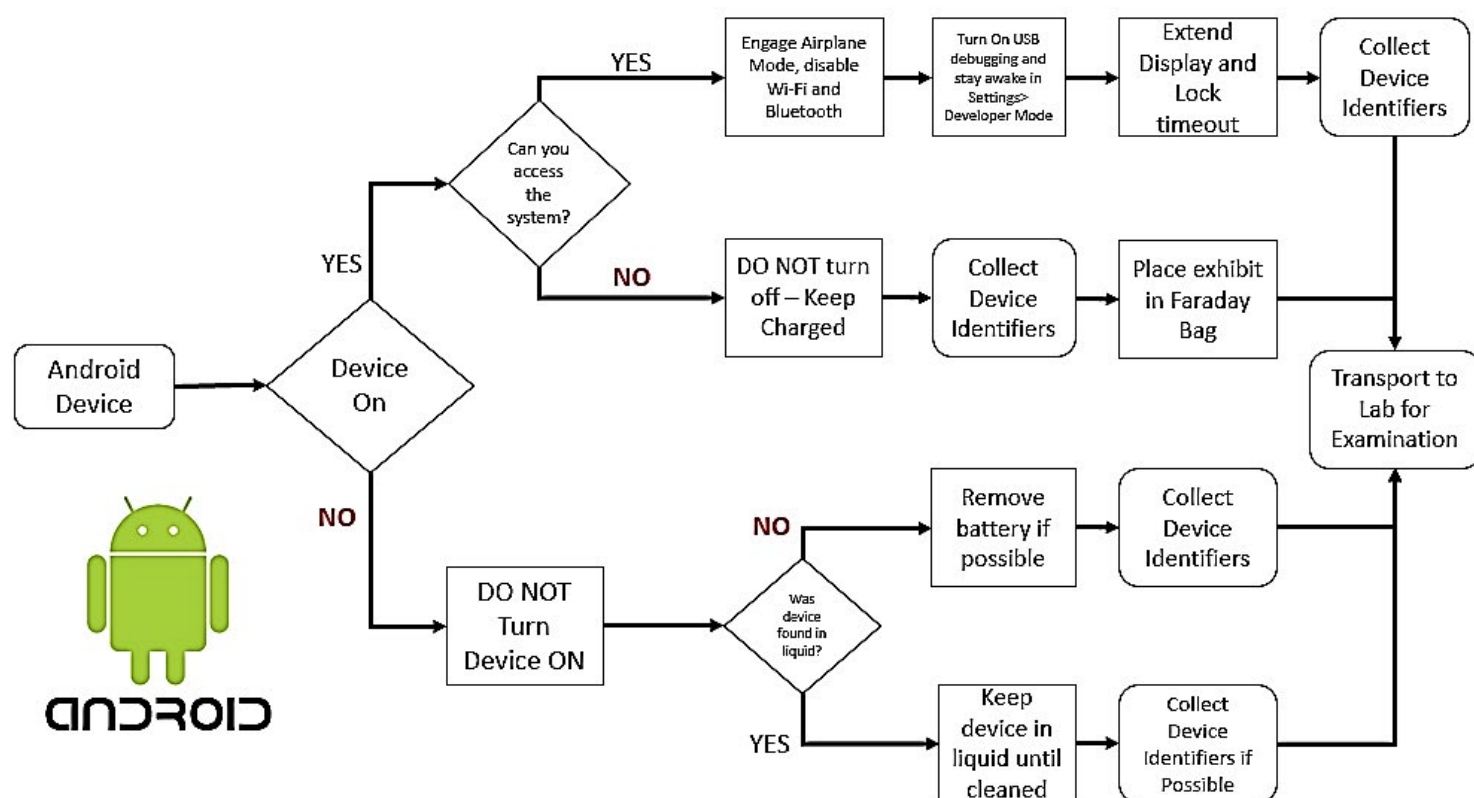 YES
Engage Airplane
Mode, disable
Wi-Fi and
Bluetooth
Turn On USB
debugging and
stay awake in
Settings>
Developer Mode
Extend
Display and
Lock
timeout
Collect
Device
Identifiers
Can you
access
the
system?
YES
NO
DO NOT turn
off – Keep
Charged
Collect
Device
Identifiers
Place exhibit
in Faraday
Bag
Android
Device
Device
On
Transport to
Lab for
Examination
NO
DO NOT
Turn
Device ON
Was
device
found in
liquid?
NO
Remove
battery if
possible
Collect
Device
Identifiers
YES
Keep
device in
liquid until
cleaned
Collect
Device
Identifiers if
Possible
ANDROID